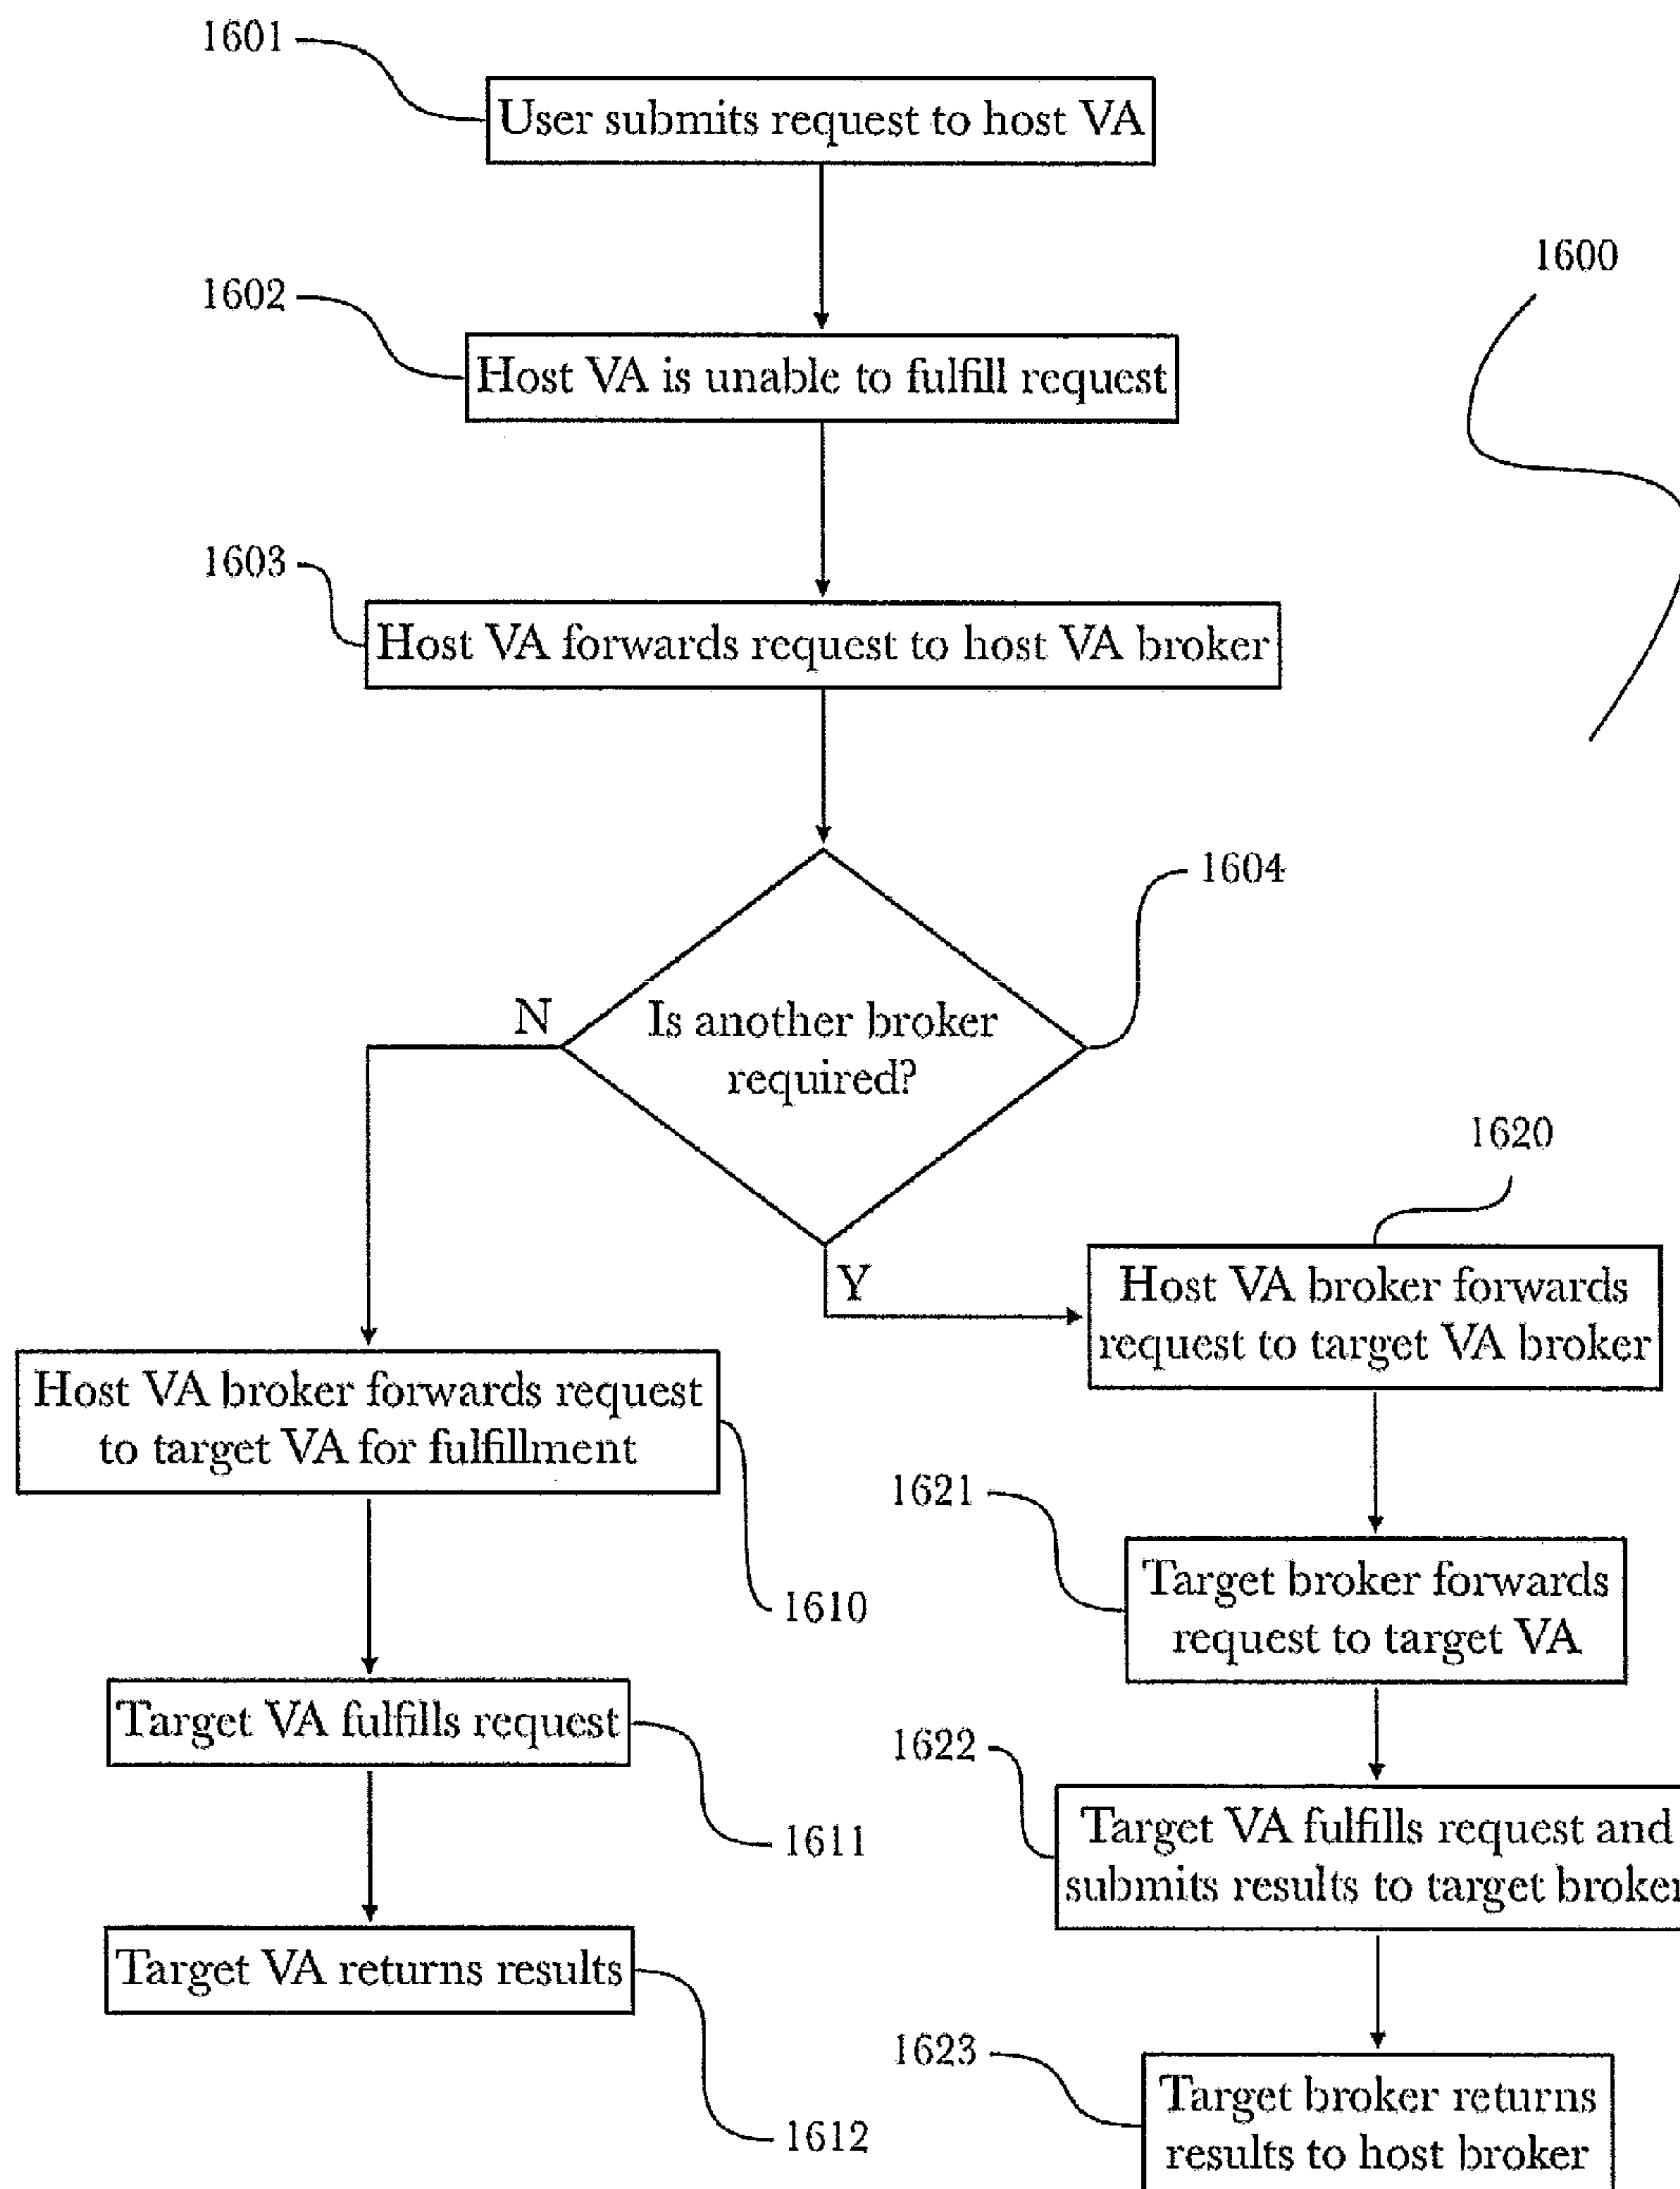 1601
User submits request to host VA
1600
1602
Host VA is unable to fulfill request
1603
Host VA forwards request to host VA broker
1604
N
Is another broker
required?
1620
Y
Host VA broker forwards
request to target VA broker
Host VA broker forwards request
to target VA for fulfillment
1621
Target broker forwards
request to target VA
1610
Target VA fulfills request
1622
Target VA fulfills request and
submits results to target broker
1611
Target VA returns results
1623
Target broker returns
results to host broker
1612